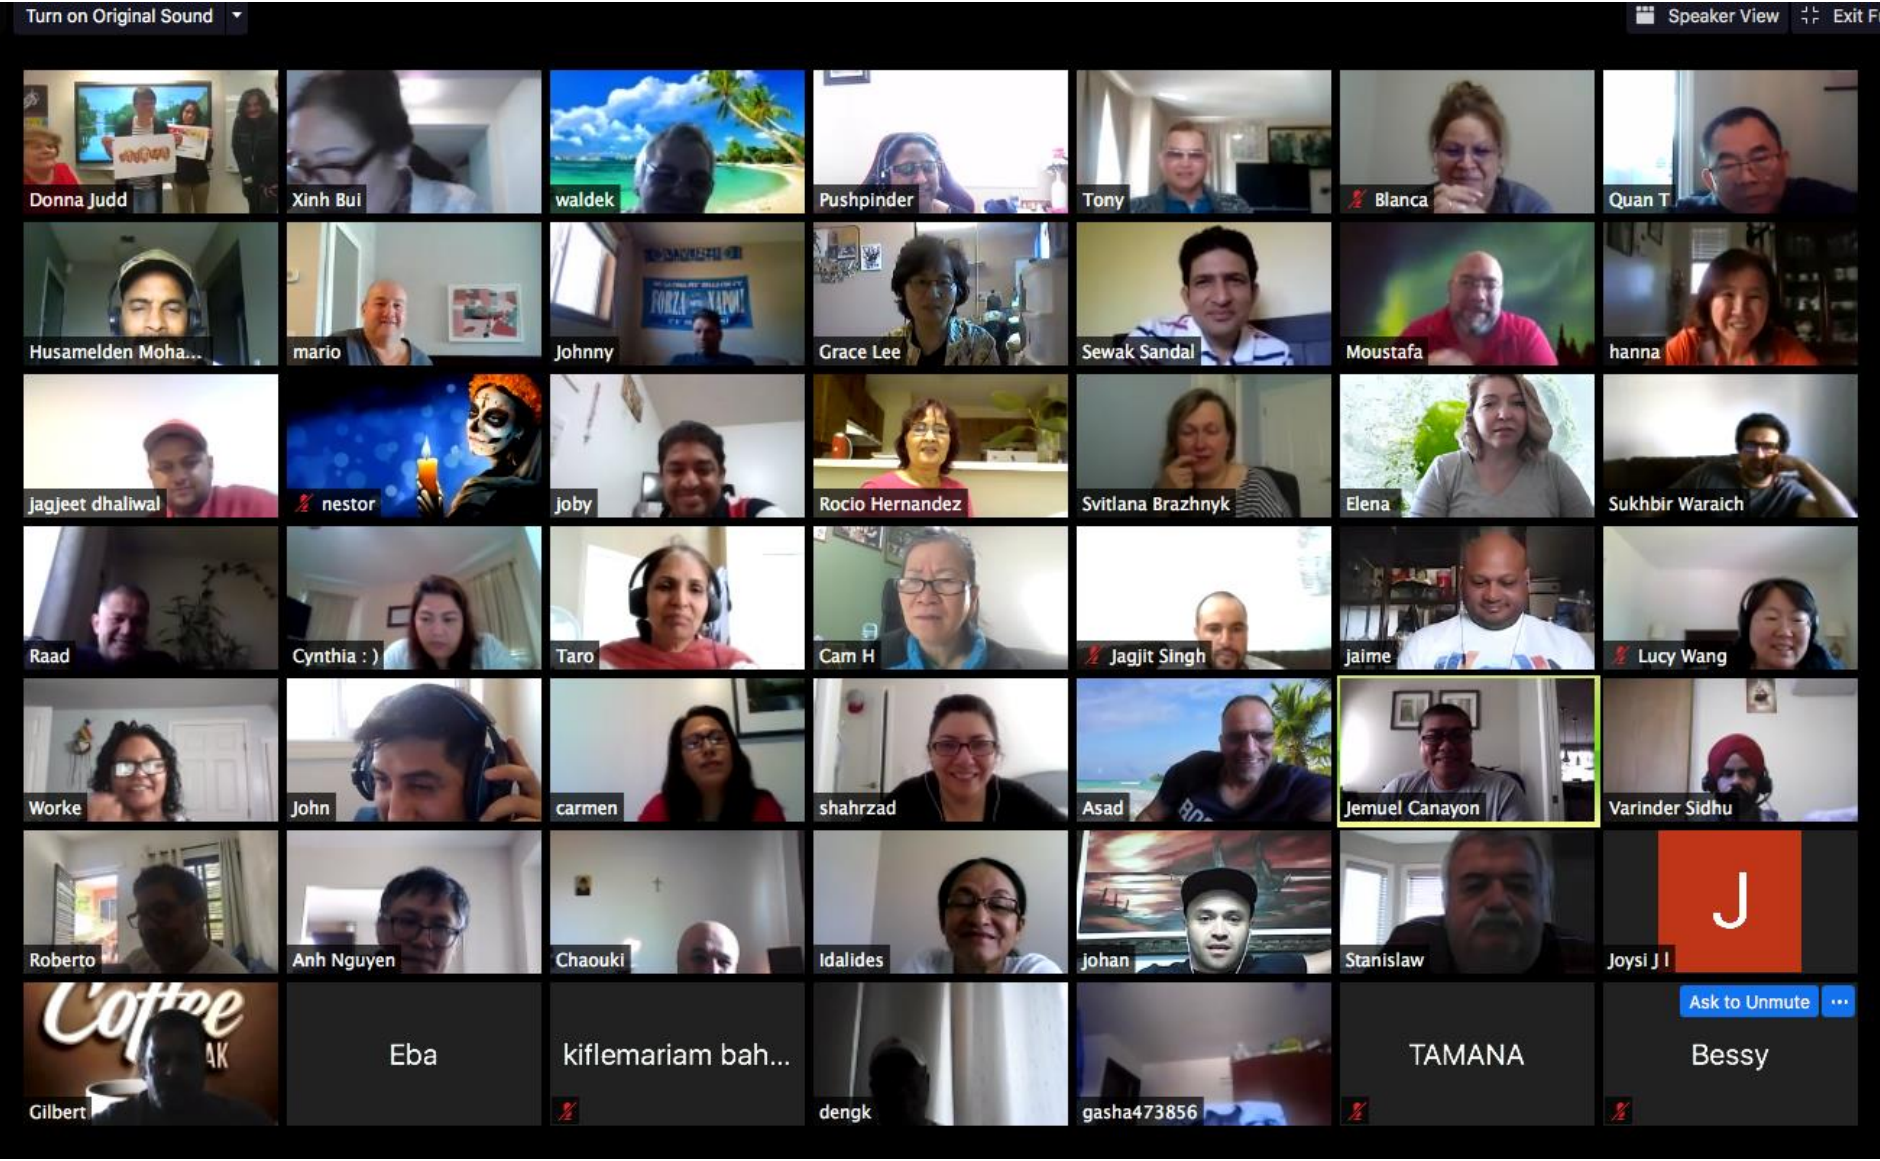 Turn on Original Sound
Speaker View
Exit F
Donna Judd
Xinh Bui
waldek
Pushpinder
Tony
Blanca
Quan T
Husamelden Moha...
mario
FORZA NAPOLI
Johnny
Grace Lee
Sewak Sandal
Moustafa
hanna
jagjeet dhaliwal
nestor
joby
Rocio Hernandez
Svitlana Brazhnyk
Elena
Sukhbir Waraich
Raad
Cynthia : )
Taro
Cam H
Jagjit Singh
jaime
Lucy Wang
Worke
John
carmen
shahrzad
Asad
Jemuel Canayon
Varinder Sidhu
Roberto
Anh Nguyen
Chaouki
Idalides
johan
Stanislaw
J
Joysi J l
Coffee
AK
Gilbert
Eba
kiflemariam bah...
dengk
gasha473856
TAMANA
Ask to Unmute ...
Bessy